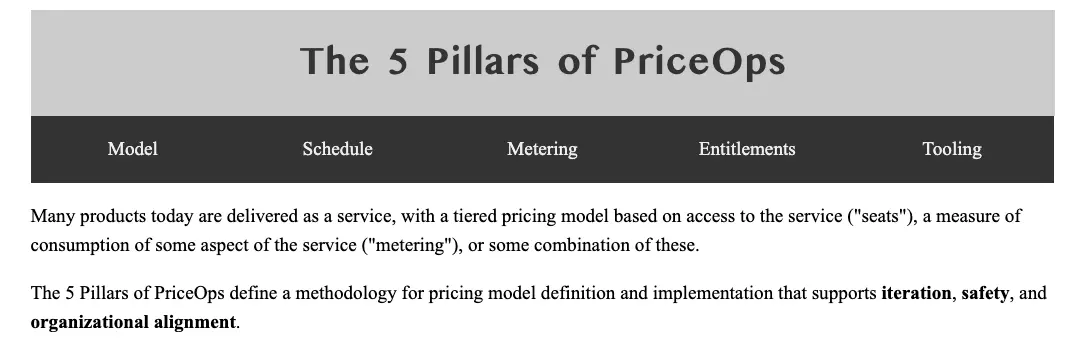 The 5 Pillars of PriceOps
Model Schedule Metering Entitlements Tooling
Many products today are delivered as a service, with a tiered pricing model based on access to the service ("seats"), a measure of
consumption of some aspect of the service ("metering"), or some combination of these.
The 5 Pillars of PriceOps define a methodology for pricing model definition and implementation that supports iteration, safety, and
organizational alignment.